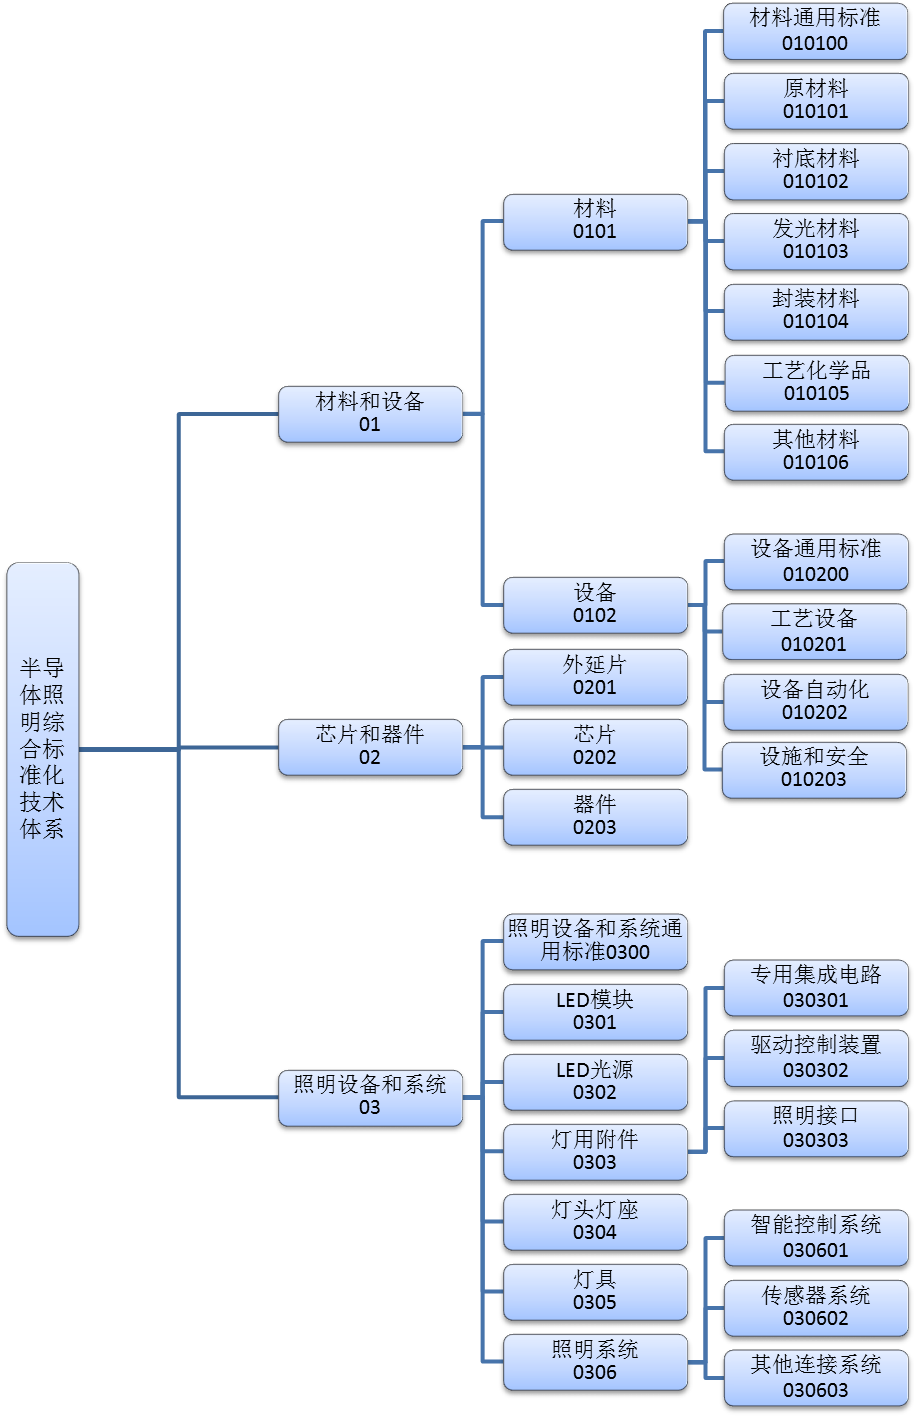 半导
体照
明综
合标
准化
技术
体系
材料和设备
01
材料
0101
材料通用标准
010100
原材料
010101
衬底材料
010102
发光材料
010103
封装材料
010104
工艺化学品
010105
其他材料
010106
设备
0102
设备通用标准
010200
工艺设备
010201
设备自动化
010202
设施和安全
010203
芯片和器件
02
外延片
0201
芯片
0202
器件
0203
照明设备和系统
03
照明设备和系统通
用标准0300
LED模块
0301
LED光源
0302
灯用附件
0303
专用集成电路
030301
驱动控制装置
030302
照明接口
030303
灯头灯座
0304
灯具
0305
照明系统
0306
智能控制系统
030601
传感器系统
030602
其他连接系统
030603